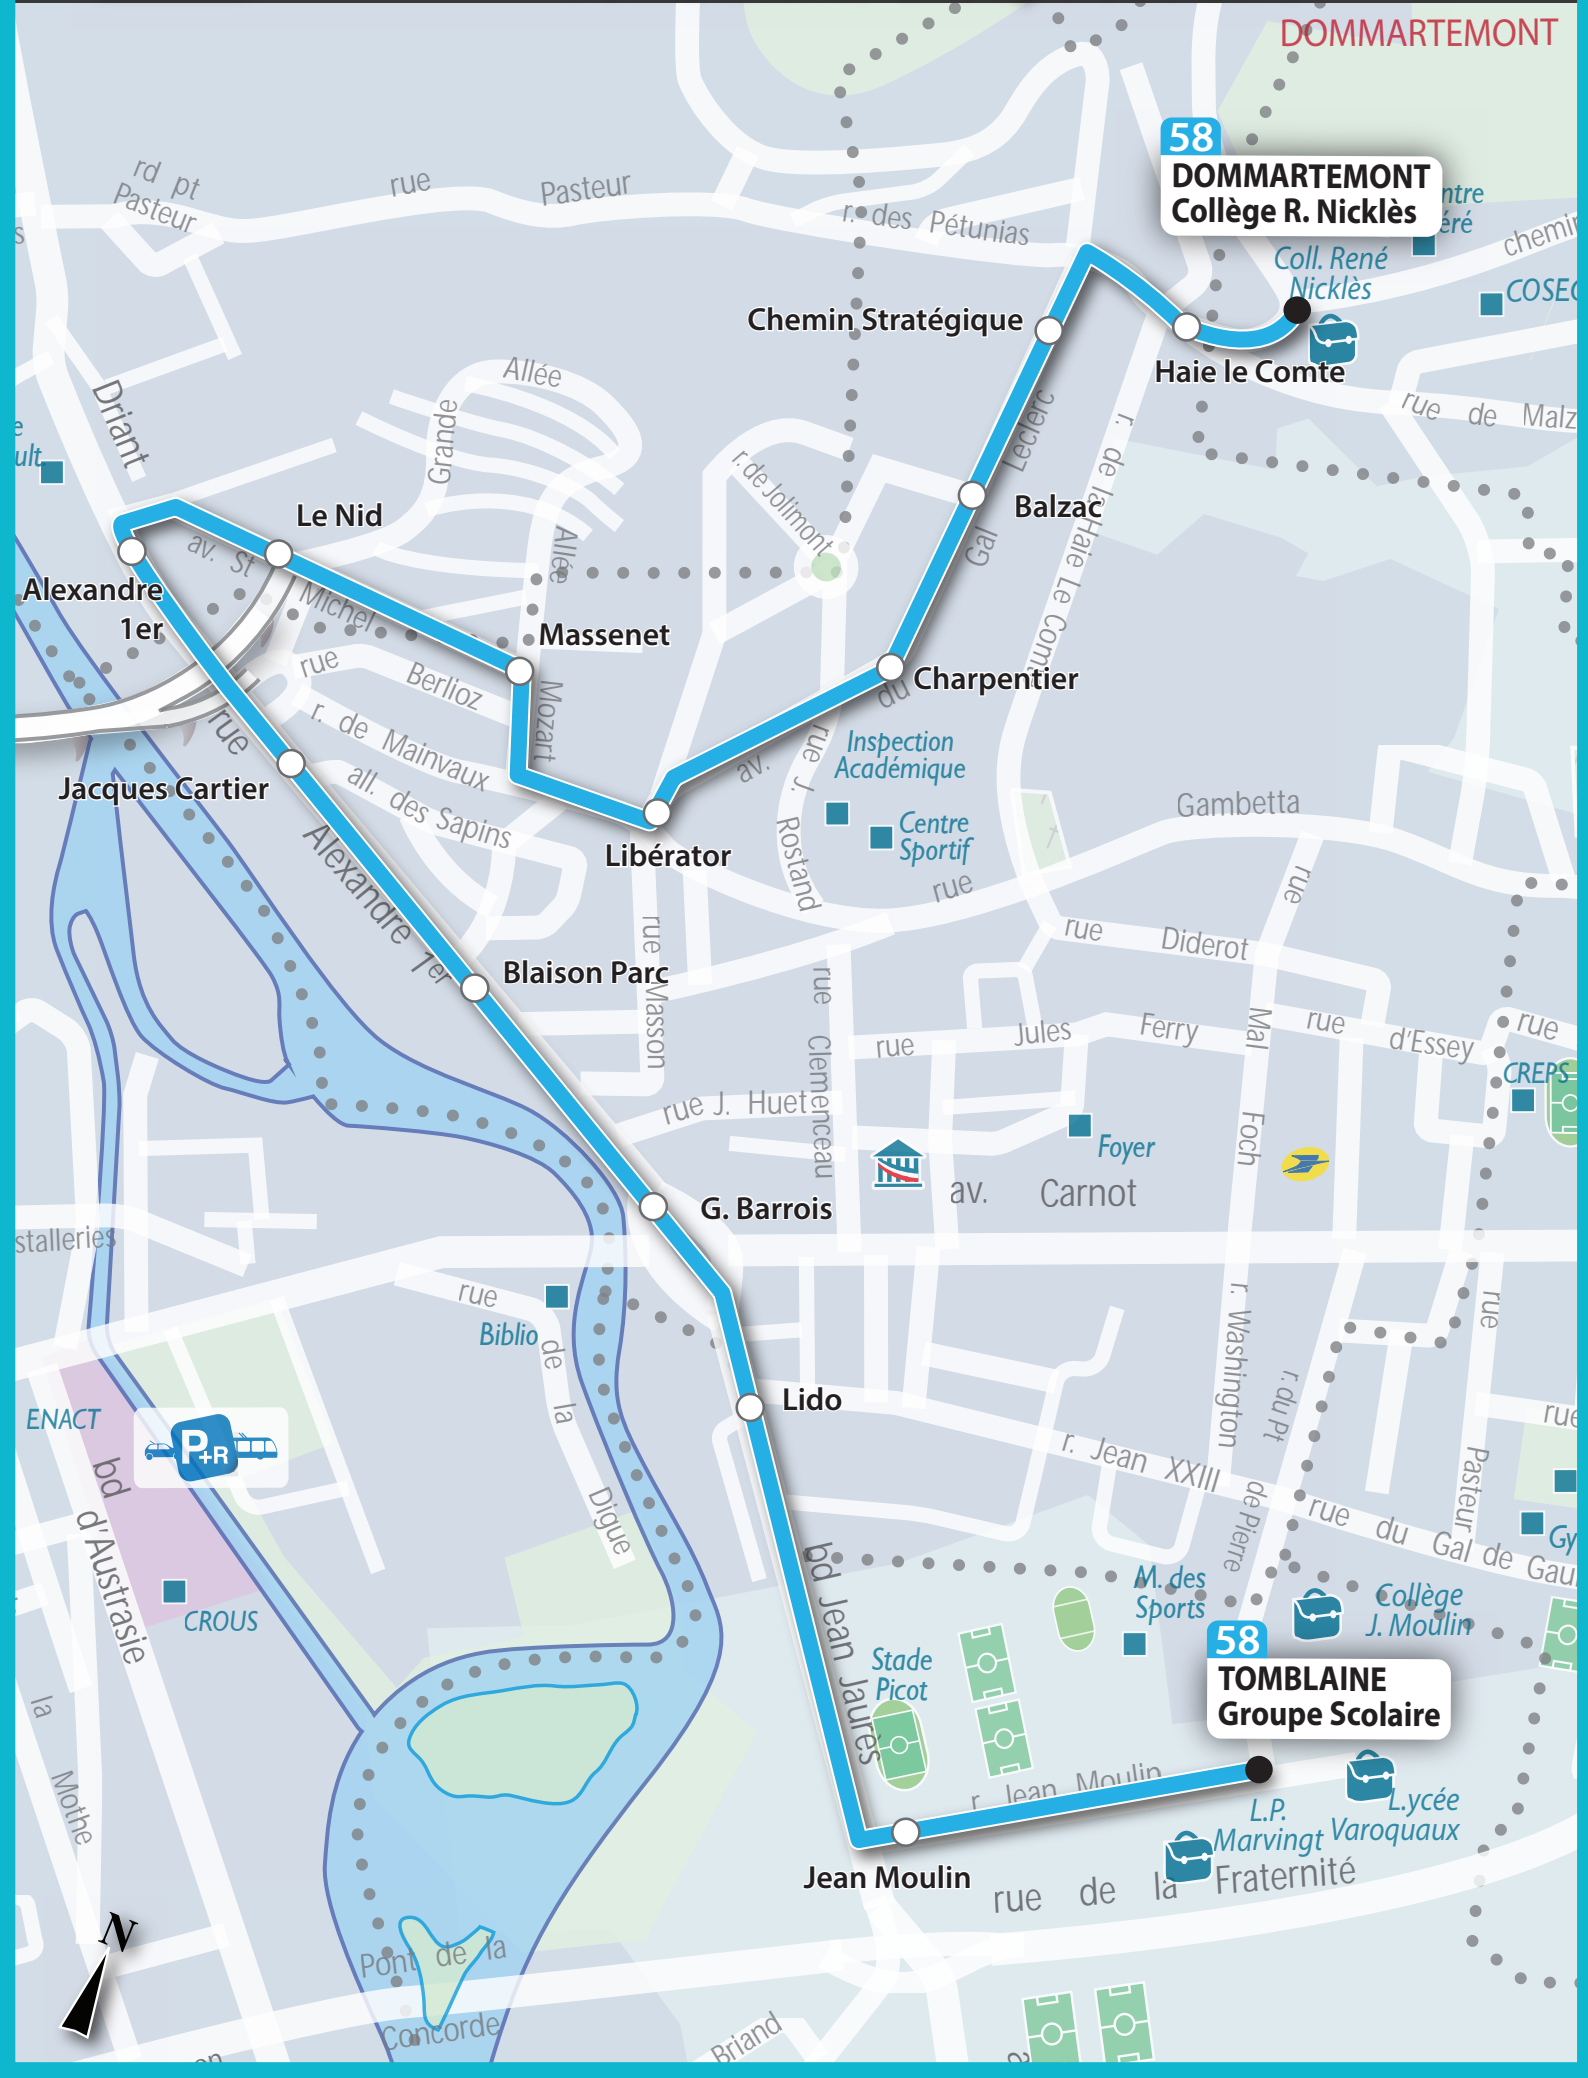 DOMMARTEMONT
58
DOMMARTEMONT
Collège R. Nicklès
rd pt
Pasteur
rue Pasteur
r. des Pétunias
Coll. René
Nicklès
chemin
COSEC
Chemin Stratégique
Haie le Comte
rue de Malz
Allée
Grande
Driant
ult.
r. de Jolimont
Leclerc
r. de la Haie Le Comte
Le Nid
Balzac
Gal
av. St
Michel
Allée
Alexandre
1er
Massenet
Charpentier
du
rue Berlioz
Mozart
r. de Mainvaux
rue
av.
rue J. Rostand
Inspection
Académique
Jacques Cartier
all. des Sapins
Centre
Sportif
Gambetta
Libérator
Alexandre 1er
rue
rue
rue Diderot
Blaison Parc
rue Masson
rue Clemenceau
rue Jules Ferry
Mal Foch
rue d'Essey
rue
CREPS
rue J. Huet
Foyer
G. Barrois
av. Carnot
stalleries
rue de la Digue
Biblio
r. Washington
rue Pasteur
r. du Pt de Pierre
Lido
ENACT
P+R
r. Jean XXIII
rue
bd d'Austrasie
rue du Gal de Gaul
Gy
CROUS
bd Jean Jaurès
M. des
Sports
Collège
J. Moulin
58
TOMBLAINE
Groupe Scolaire
Stade
Picot
la Mothe
r. Jean Moulin
L.P.
Marvingt
L.ycée
Varoquaux
Jean Moulin
rue de la Fraternité
N
Pont de la
Concorde
Briand